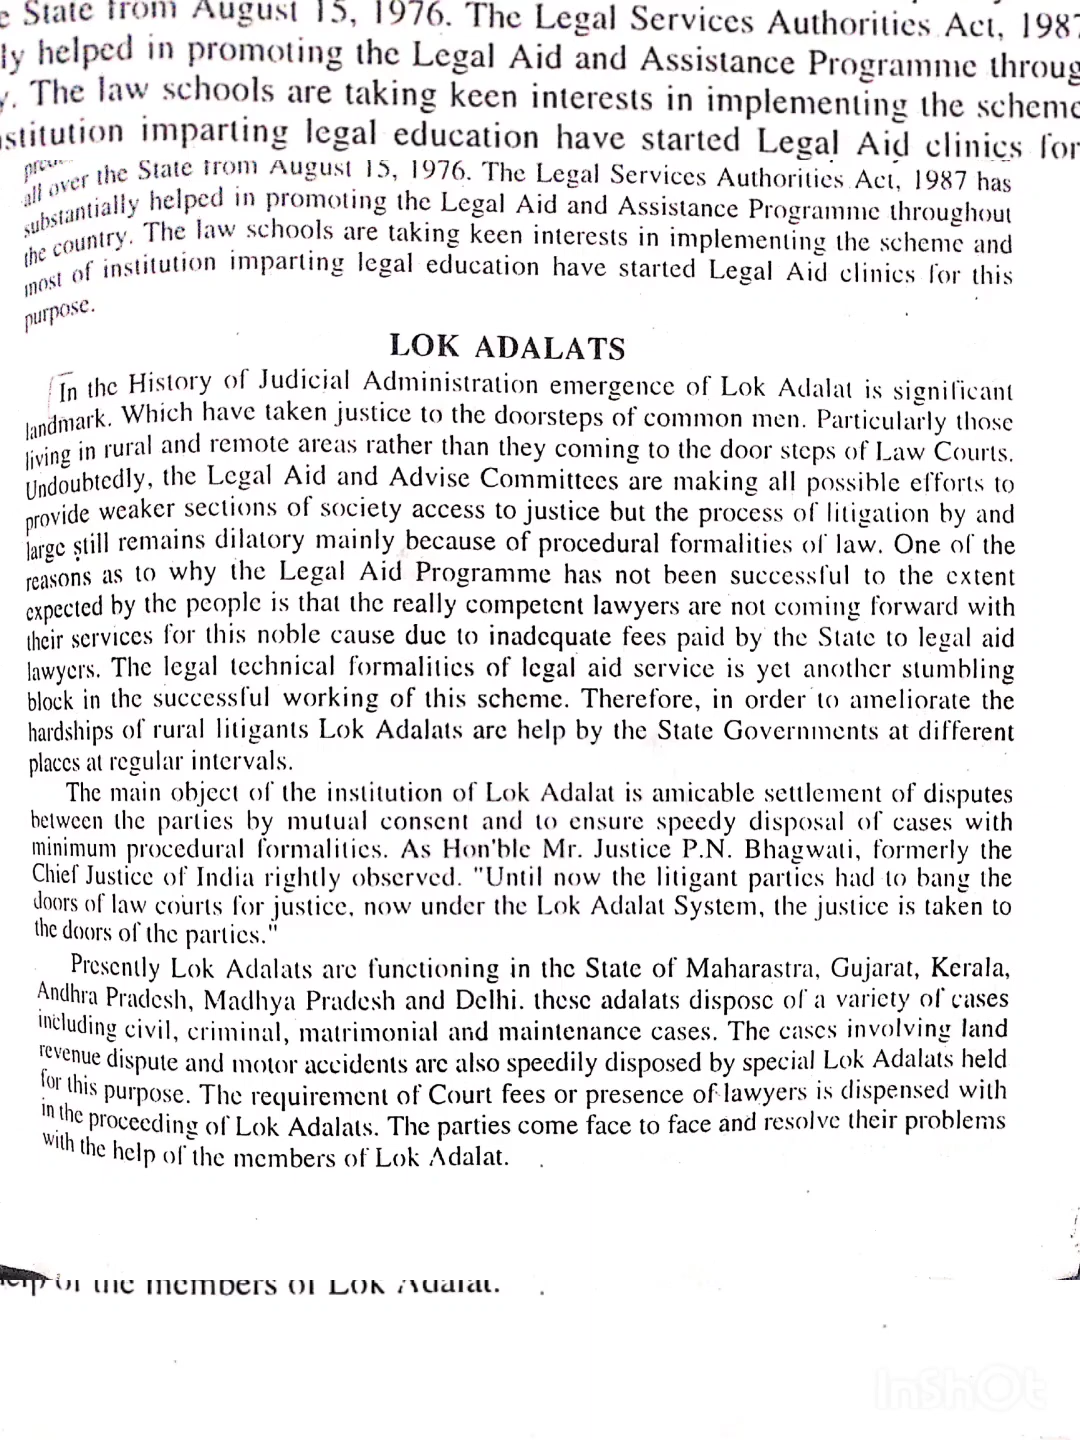 State from August 15, 1976. The Legal Services Authorities Act, 1987
ly helped in promoting the Legal Aid and Assistance Programme throug
y. The law schools are taking keen interests in implementing the scheme
stitution imparting legal education have started Legal Aid clinics for
all over the State from August 15, 1976. The Legal Services Authorities Act, 1987 has
substantially helped in promoting the Legal Aid and Assistance Programme throughout
the country. The law schools are taking keen interests in implementing the scheme and
most of institution imparting legal education have started Legal Aid clinics for this
purpose.
LOK ADALATS
In the History of Judicial Administration emergence of Lok Adalat is significant
landmark. Which have taken justice to the doorsteps of common men. Particularly those
living in rural and remote areas rather than they coming to the door steps of Law Courts.
Undoubtedly, the Legal Aid and Advise Committees are making all possible efforts to
provide weaker sections of society access to justice but the process of litigation by and
large still remains dilatory mainly because of procedural formalities of law. One of the
reasons as to why the Legal Aid Programme has not been successful to the extent
expected by the people is that the really competent lawyers are not coming forward with
their services for this noble cause due to inadequate fees paid by the State to legal aid
lawyers. The legal technical formalities of legal aid service is yet another stumbling
block in the successful working of this scheme. Therefore, in order to ameliorate the
hardships of rural litigants Lok Adalats are help by the State Governments at different
places at regular intervals.
The main object of the institution of Lok Adalat is amicable settlement of disputes
between the parties by mutual consent and to ensure speedy disposal of cases with
minimum procedural formalities. As Hon'ble Mr. Justice P.N. Bhagwati, formerly the
Chief Justice of India rightly observed. "Until now the litigant parties had to bang the
doors of law courts for justice, now under the Lok Adalat System, the justice is taken to
the doors of the parties."
Presently Lok Adalats are functioning in the State of Maharastra, Gujarat, Kerala,
Andhra Pradesh, Madhya Pradesh and Delhi. these adalats dispose of a variety of cases
including civil, criminal, matrimonial and maintenance cases. The cases involving land
revenue dispute and motor accidents are also speedily disposed by special Lok Adalats held
for this purpose. The requirement of Court fees or presence of lawyers is dispensed with
in the proceeding of Lok Adalats. The parties come face to face and resolve their problems
with the help of the members of Lok Adalat.
elp of the members of Lok Adalat.
InShOt